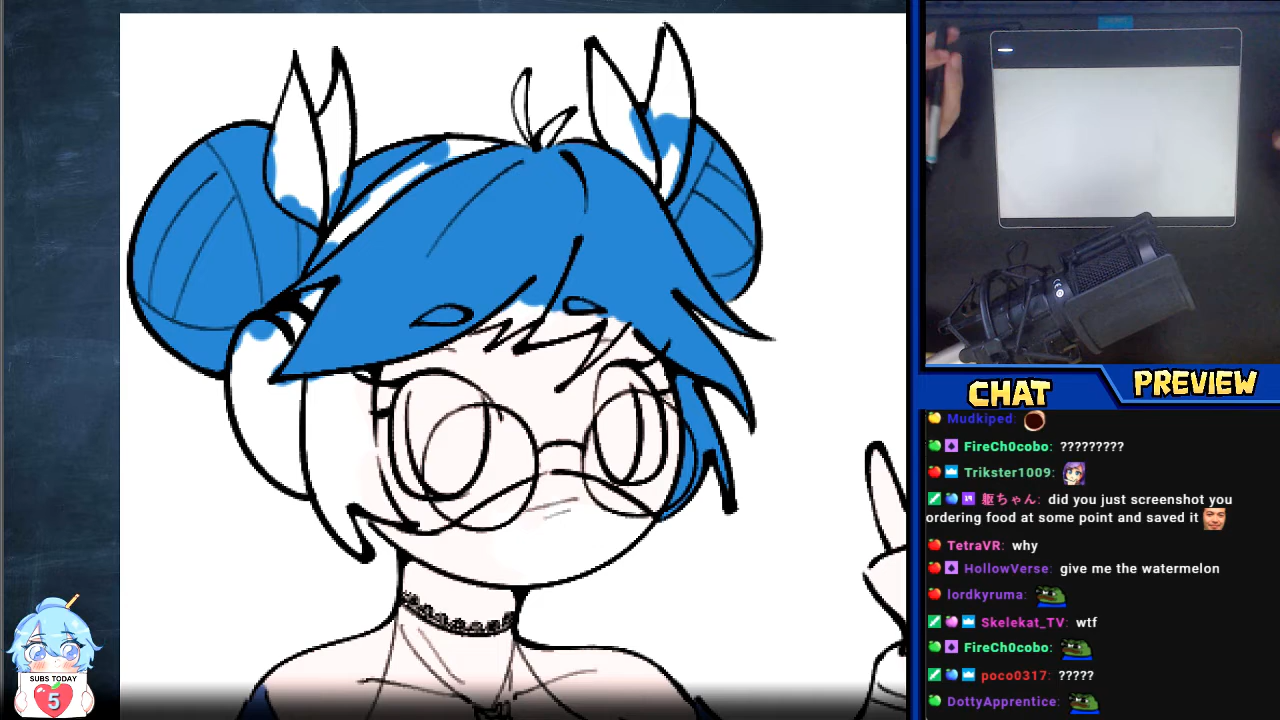 CHAT
PREVIEW
Mudkiped:
FireCh0cobo: ?????????
Trikster1009:
躯ちゃん: did you just screenshot you
ordering food at some point and saved it
TetraVR: why
HollowVerse: give me the watermelon
lordkyruma:
Skelekat_TV: wtf
FireCh0cobo:
poco0317: ?????
DottyApprentice:
SUBS TODAY
5